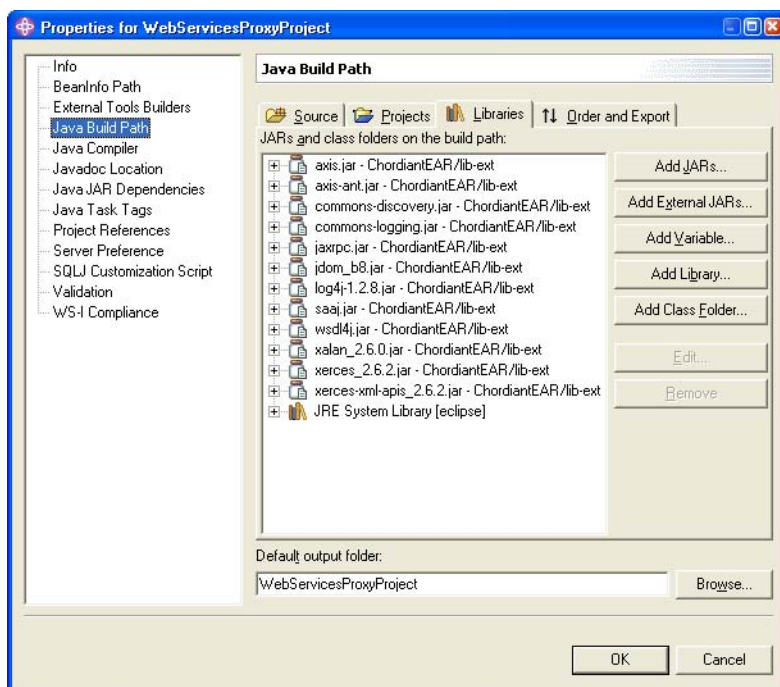 Properties for WebServicesProxyProject
Info
BeanInfo Path
External Tools Builders
Java Build Path
Java Compiler
Javadoc Location
Java JAR Dependencies
Java Task Tags
Project References
Server Preference
SQLJ Customization Script
Validation
WS-I Compliance
Java Build Path
Source Projects Libraries Order and Export
JARs and class folders on the build path:
axis.jar - ChordiantEAR/lib-ext
axis-ant.jar - ChordiantEAR/lib-ext
commons-discovery.jar - ChordiantEAR/lib-ext
commons-logging.jar - ChordiantEAR/lib-ext
jaxrpc.jar - ChordiantEAR/lib-ext
jdom_b8.jar - ChordiantEAR/lib-ext
log4j-1.2.8.jar - ChordiantEAR/lib-ext
saaj.jar - ChordiantEAR/lib-ext
wsdl4j.jar - ChordiantEAR/lib-ext
xalan_2.6.0.jar - ChordiantEAR/lib-ext
xerces_2.6.2.jar - ChordiantEAR/lib-ext
xerces-xml-apis_2.6.2.jar - ChordiantEAR/lib-ext
JRE System Library [eclipse]
Add JARs...
Add External JARs...
Add Variable...
Add Library...
Add Class Folder...
Edit...
Remove
Default output folder:
WebServicesProxyProject
Browse...
OK Cancel